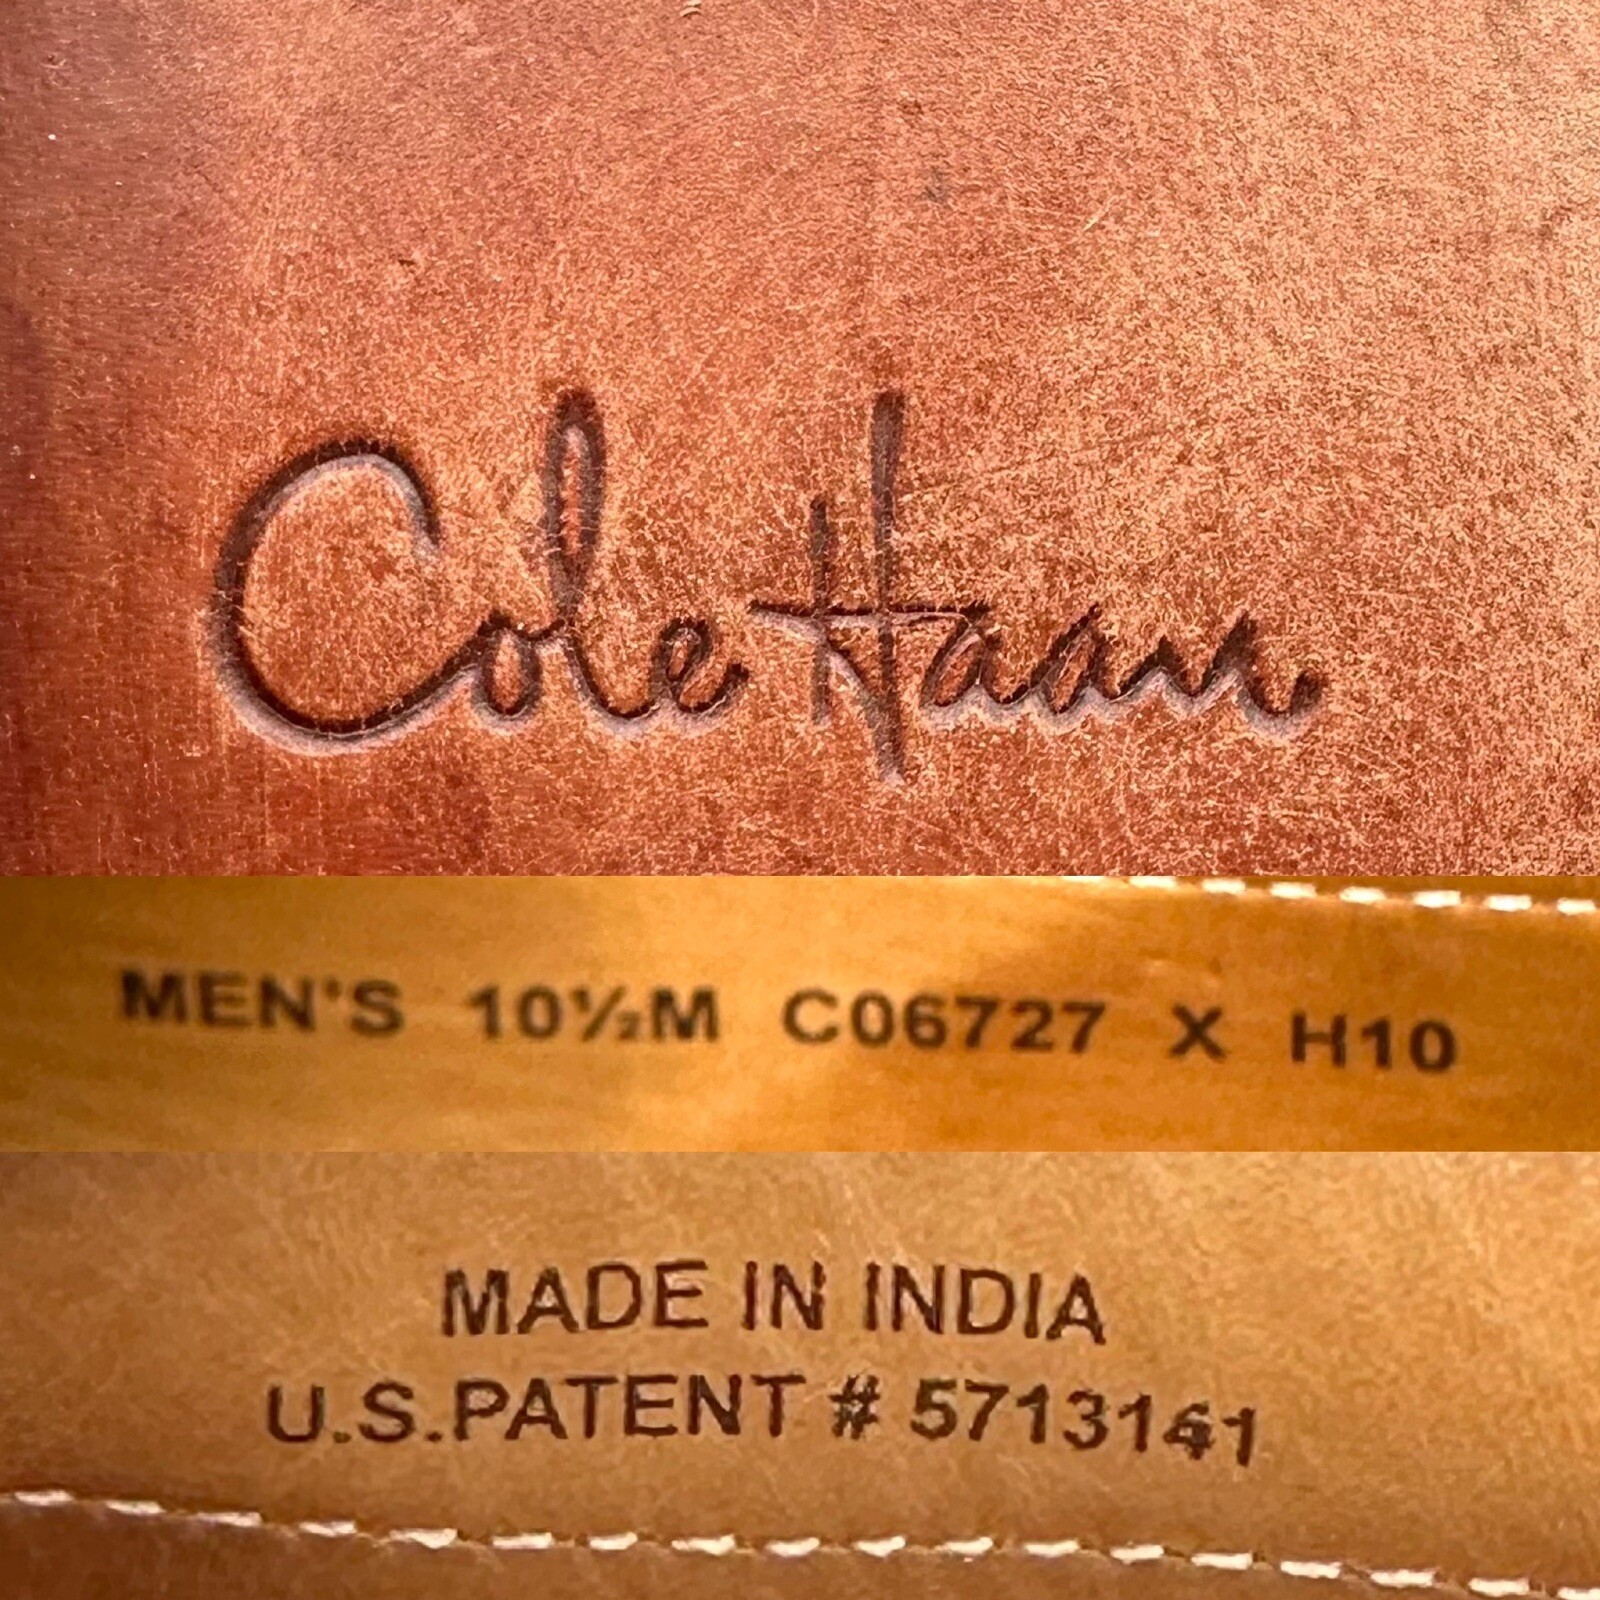 Cole Haan
MEN'S 10½M C06727 X H10
MADE IN INDIA
U.S.PATENT # 5713141